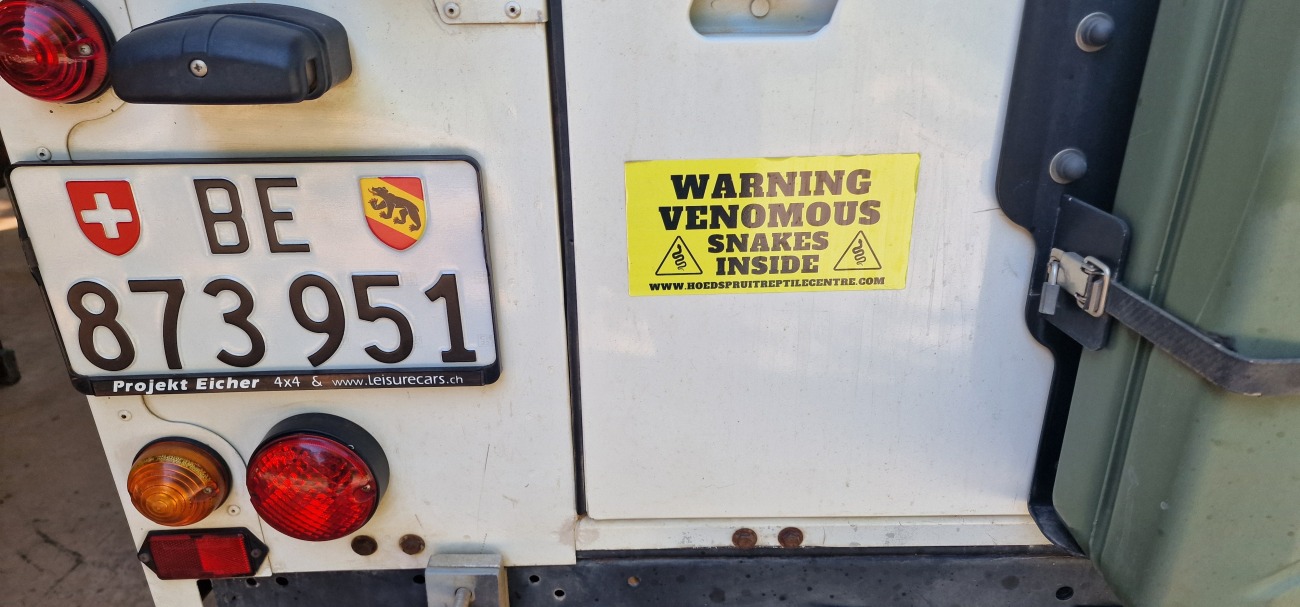 BE
873951
Projekt Eicher 4x4 & www.Leisurecars.ch
WARNING
VENOMOUS
SNAKES
INSIDE
WWW.HOEDSPRUITREPTILECENTRE.COM